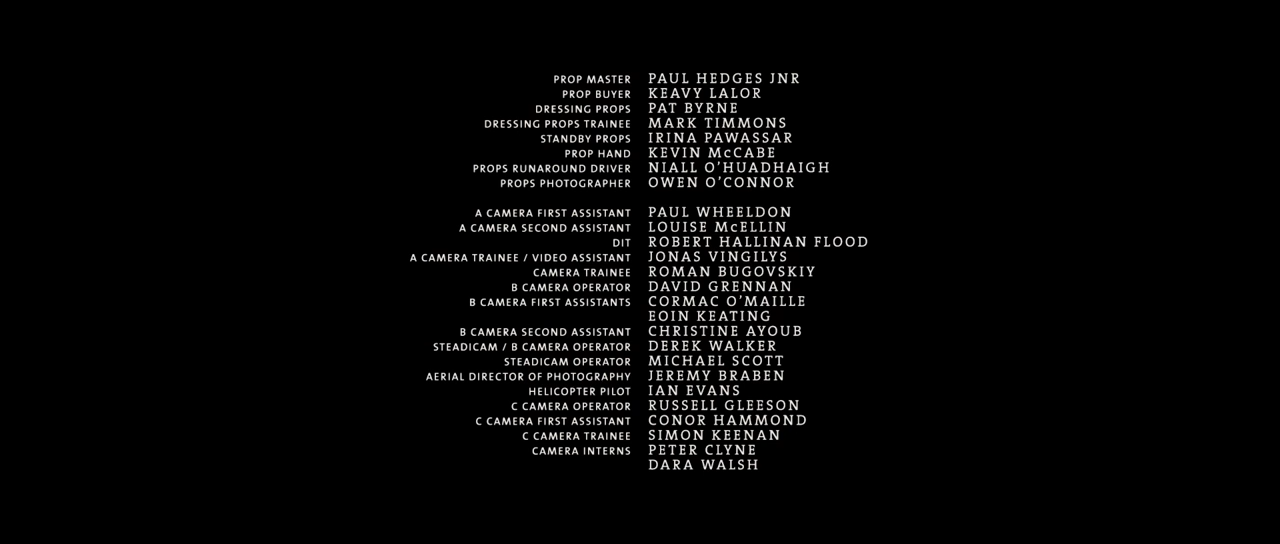 PROP MASTER PAUL HEDGES JNR
PROP BUYER KEAVY LALOR
DRESSING PROPS PAT BYRNE
DRESSING PROPS TRAINEE MARK TIMMONS
STANDBY PROPS IRINA PAWASSAR
PROP HAND KEVIN McCABE
PROPS RUNAROUND DRIVER NIALL O'HUADHAIGH
PROPS PHOTOGRAPHER OWEN O'CONNOR
A CAMERA FIRST ASSISTANT PAUL WHEELDON
A CAMERA SECOND ASSISTANT LOUISE McELLIN
DIT ROBERT HALLINAN FLOOD
A CAMERA TRAINEE / VIDEO ASSISTANT JONAS VINGILYS
CAMERA TRAINEE ROMAN BUGOVSKIY
B CAMERA OPERATOR DAVID GRENNAN
B CAMERA FIRST ASSISTANTS CORMAC O'MAILLE
EOIN KEATING
B CAMERA SECOND ASSISTANT CHRISTINE AYOUB
STEADICAM / B CAMERA OPERATOR DEREK WALKER
STEADICAM OPERATOR MICHAEL SCOTT
AERIAL DIRECTOR OF PHOTOGRAPHY JEREMY BRABEN
HELICOPTER PILOT IAN EVANS
C CAMERA OPERATOR RUSSELL GLEESON
C CAMERA FIRST ASSISTANT CONOR HAMMOND
C CAMERA TRAINEE SIMON KEENAN
CAMERA INTERNS PETER CLYNE
DARA WALSH